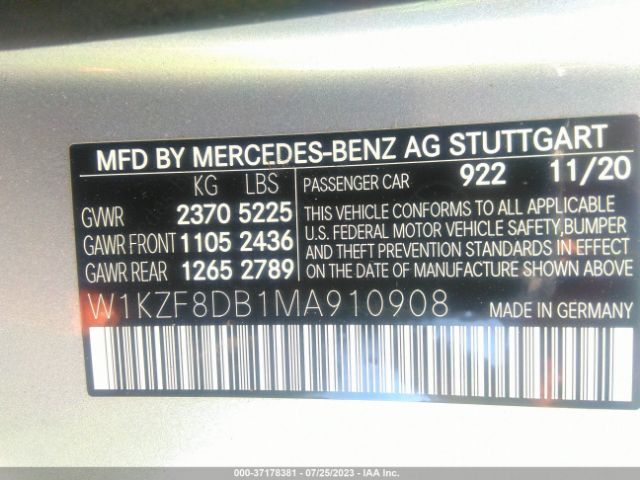 MFD BY MERCEDES-BENZ AG STUTTGART
KG LBS
GVWR 2370 5225
GAWR FRONT 1105 2436
GAWR REAR 1265 2789
PASSENGER CAR 922 11/20
THIS VEHICLE CONFORMS TO ALL APPLICABLE
U.S. FEDERAL MOTOR VEHICLE SAFETY,BUMPER
AND THEFT PREVENTION STANDARDS IN EFFECT
ON THE DATE OF MANUFACTURE SHOWN ABOVE
W1KZF8DB1MA910908 MADE IN GERMANY
000-37178381 / 07/25/2023 / IAA Inc.